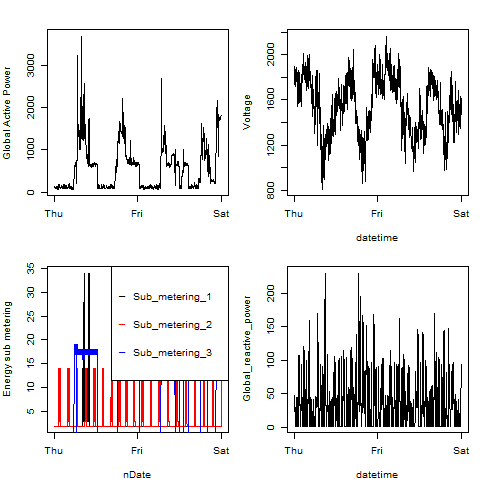 Global Active Power
0 1000 2000 3000
Thu Fri Sat
Voltage
800 1200 1600 2200
Thu Fri Sat
datetime
Energy sub metering
5 10 15 20 25 30 35
Sub_metering_1
Sub_metering_2
Sub_metering_3
Thu Fri Sat
nDate
Global_reactive_power
0 50 100 150 200
Thu Fri Sat
datetime